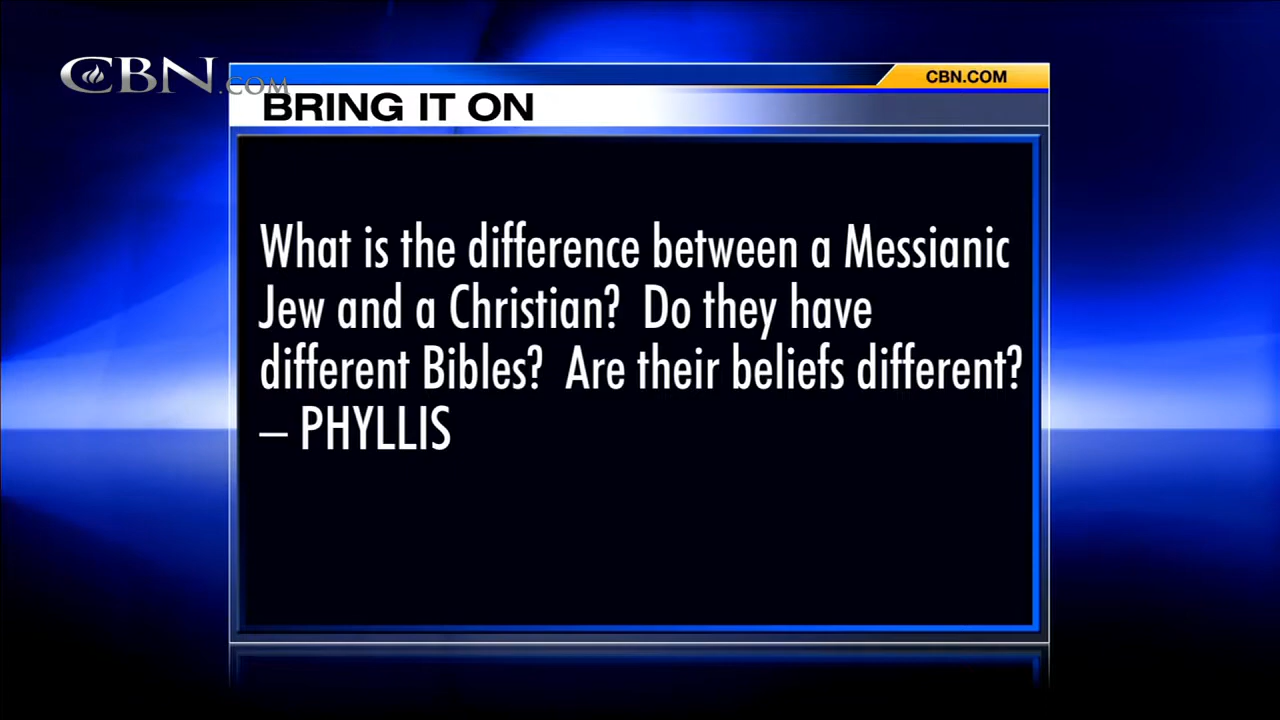 CBN.COM
CBN.COM
BRING IT ON
What is the difference between a Messianic
Jew and a Christian? Do they have
different Bibles? Are their beliefs different?
– PHYLLIS